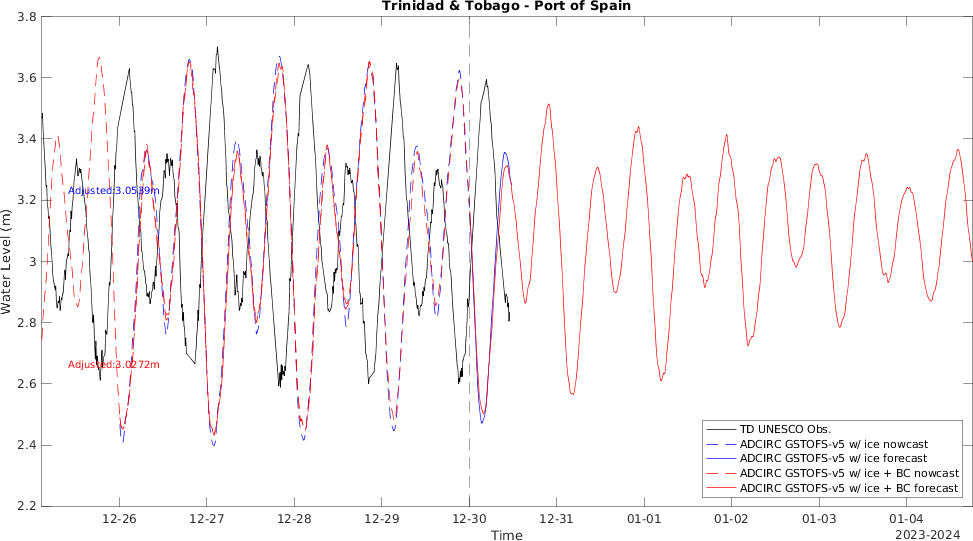 Trinidad & Tobago - Port of Spain
3.8
3.6
3.4
3.2
3
2.8
2.6
2.4
2.2
Water Level (m)
Adjusted:3.0539m
Adjusted:3.0272m
TD UNESCO Obs.
ADCIRC GSTOFS-v5 w/ ice nowcast
ADCIRC GSTOFS-v5 w/ ice forecast
ADCIRC GSTOFS-v5 w/ ice + BC nowcast
ADCIRC GSTOFS-v5 w/ ice + BC forecast
12-26 12-27 12-28 12-29 12-30 12-31 01-01 01-02 01-03 01-04
Time
2023-2024